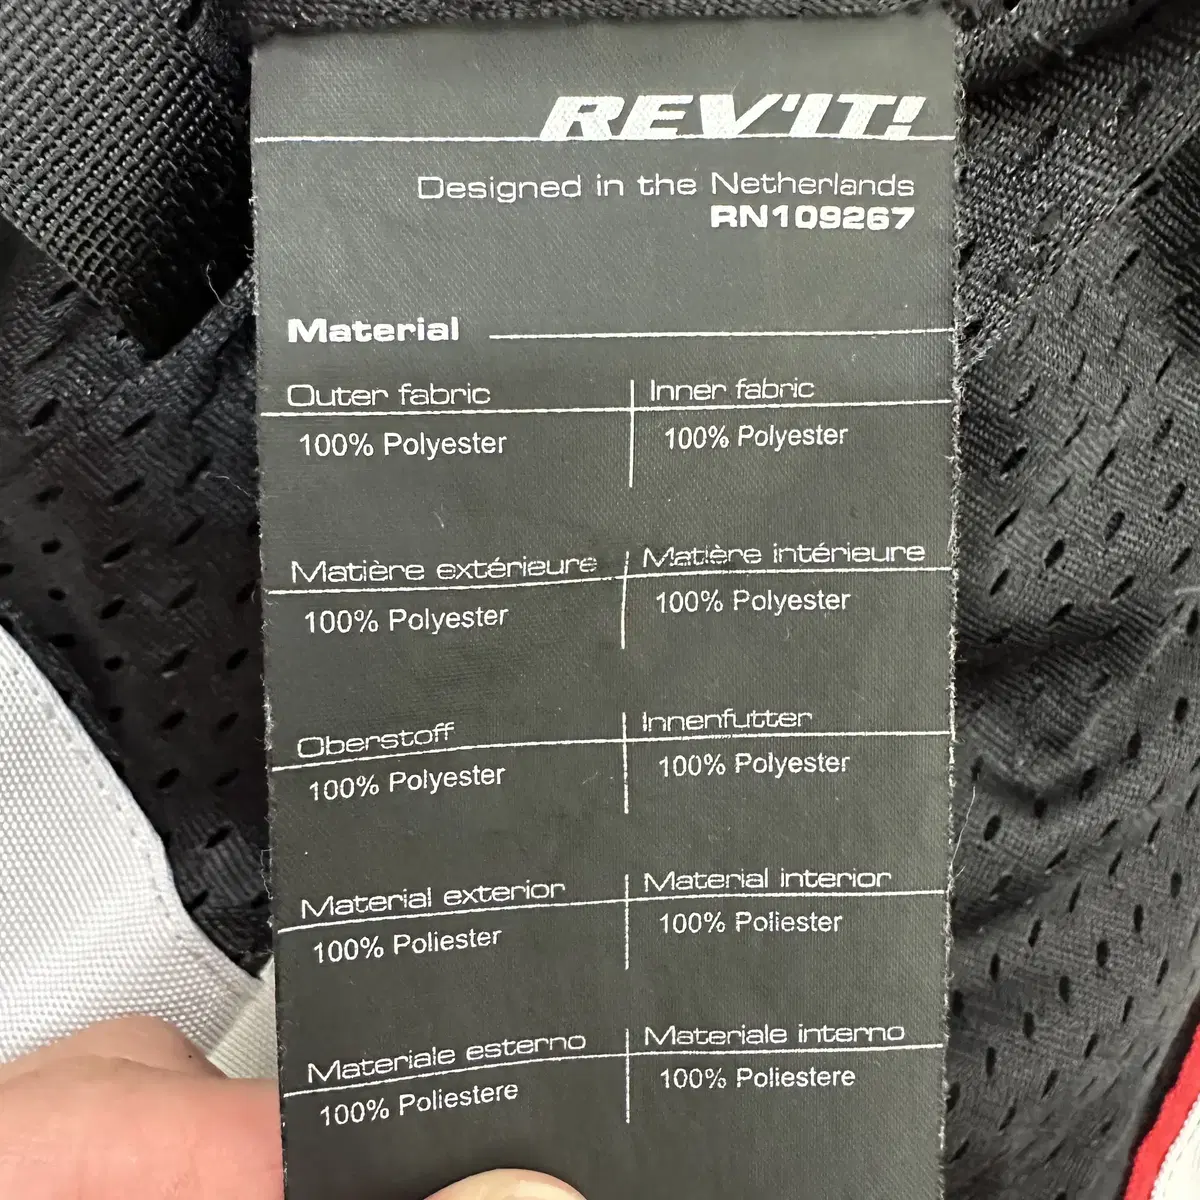 REV'IT!
Designed in the Netherlands
RN109267
Material
Outer fabric Inner fabric
100% Polyester 100% Polyester
Matière extérieure Matière intérieure
100% Polyester 100% Polyester
Oberstoff Innenfutter
100% Polyester 100% Polyester
Material exterior Material interior
100% Poliester 100% Poliester
Materiale esterno Materiale interno
100% Poliestere 100% Poliestere